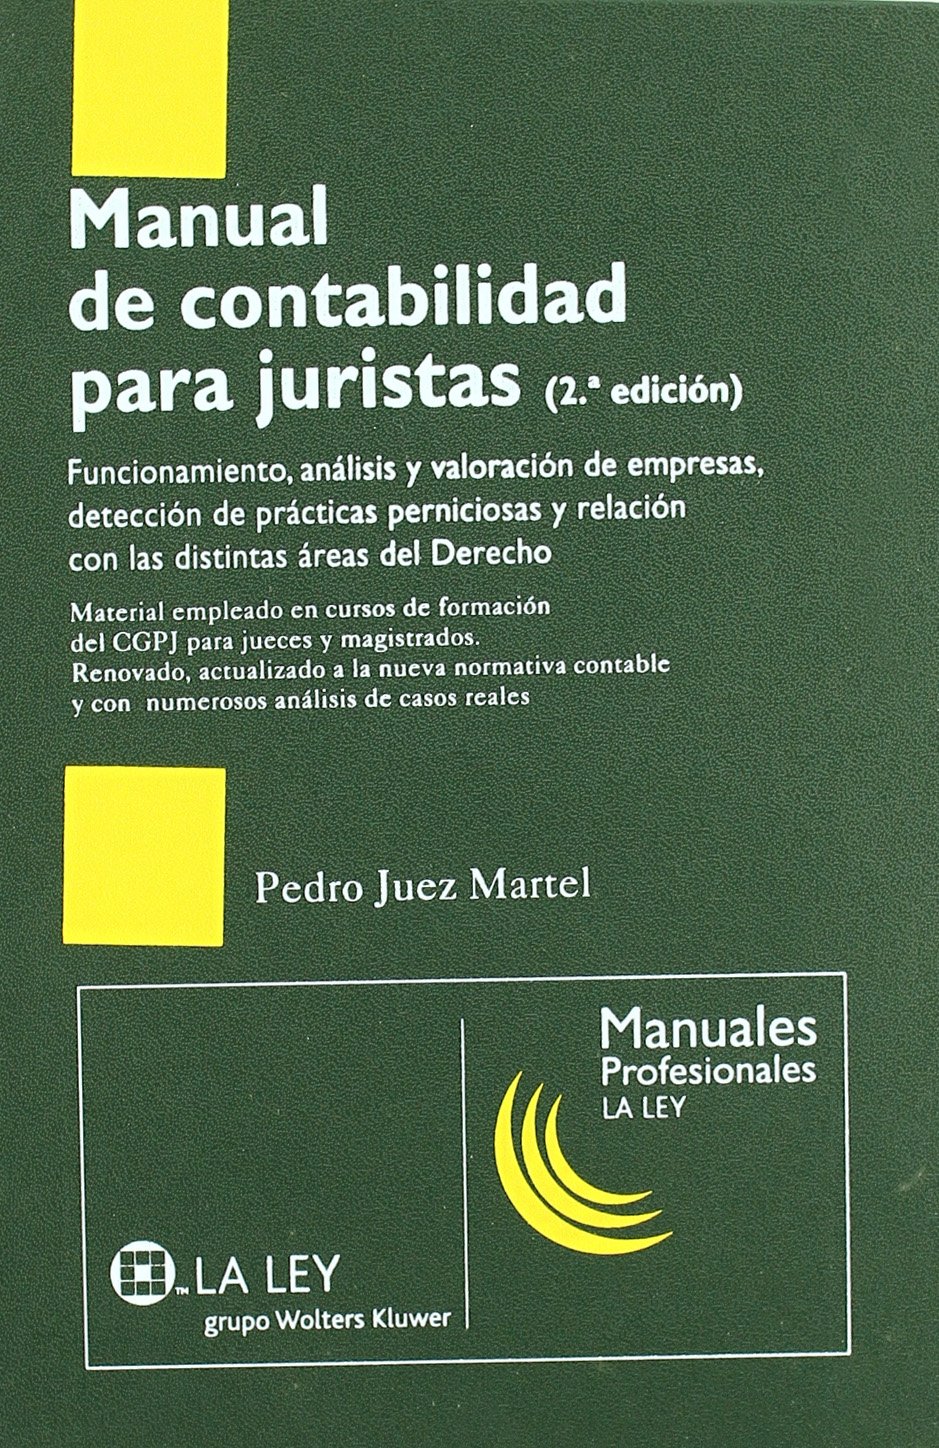 Manual
de contabilidad
para juristas (2.ª edición)
Funcionamiento, análisis y valoración de empresas,
detección de prácticas perniciosas y relación
con las distintas áreas del Derecho
Material empleado en cursos de formación
del CGPJ para jueces y magistrados.
Renovado, actualizado a la nueva normativa contable
y con numerosos análisis de casos reales
Pedro Juez Martel
Manuales
Profesionales
LA LEY
TM LA LEY
grupo Wolters Kluwer